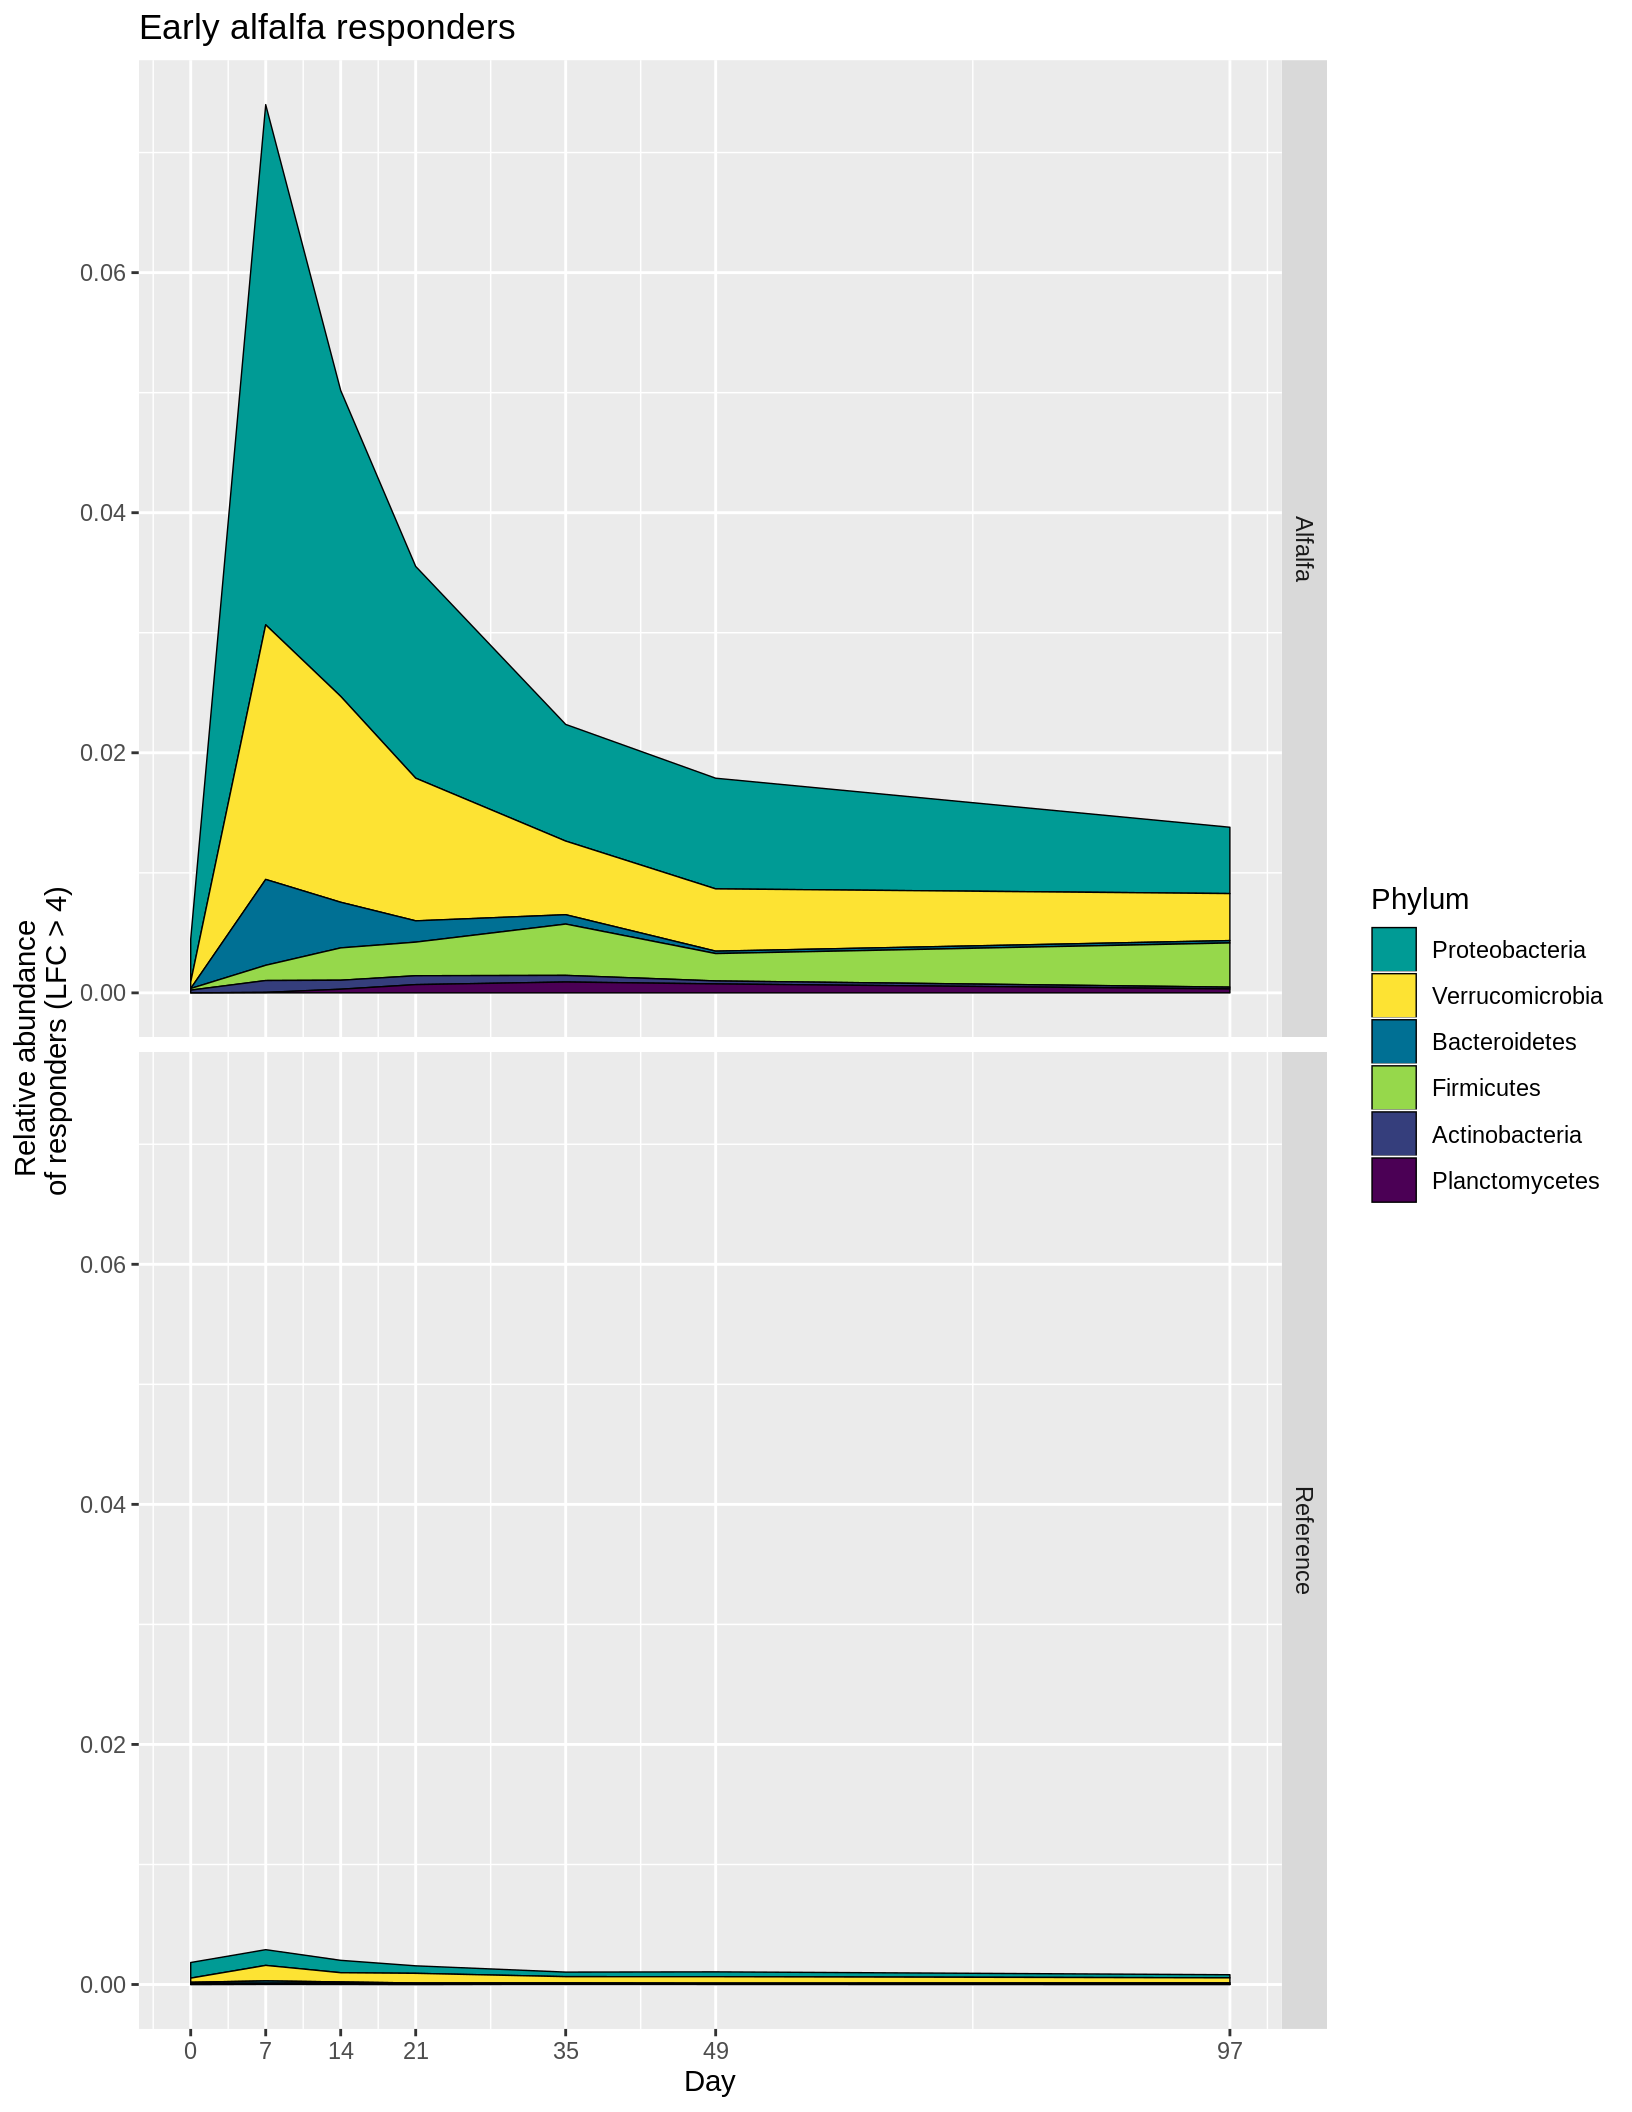 Early alfalfa responders
Relative abundance
of responders (LFC > 4)
0.06
0.04
0.02
0.00
Alfalfa
0.06
0.04
0.02
0.00
Reference
0 7 14 21 35 49 97
Day
Phylum
Proteobacteria
Verrucomicrobia
Bacteroidetes
Firmicutes
Actinobacteria
Planctomycetes